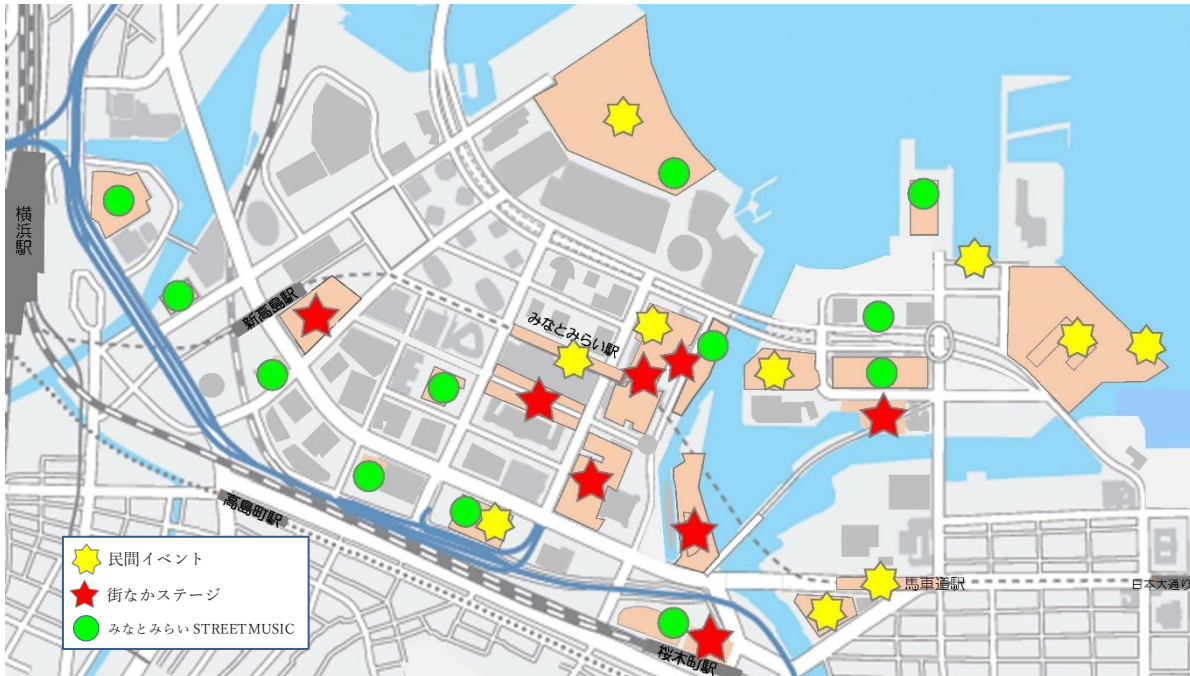 横浜駅
新高島駅
みなとみらい駅
高島町駅
民間イベント
街なかステージ
みなとみらい STREET MUSIC
馬車道駅
日本大通り
桜木町駅